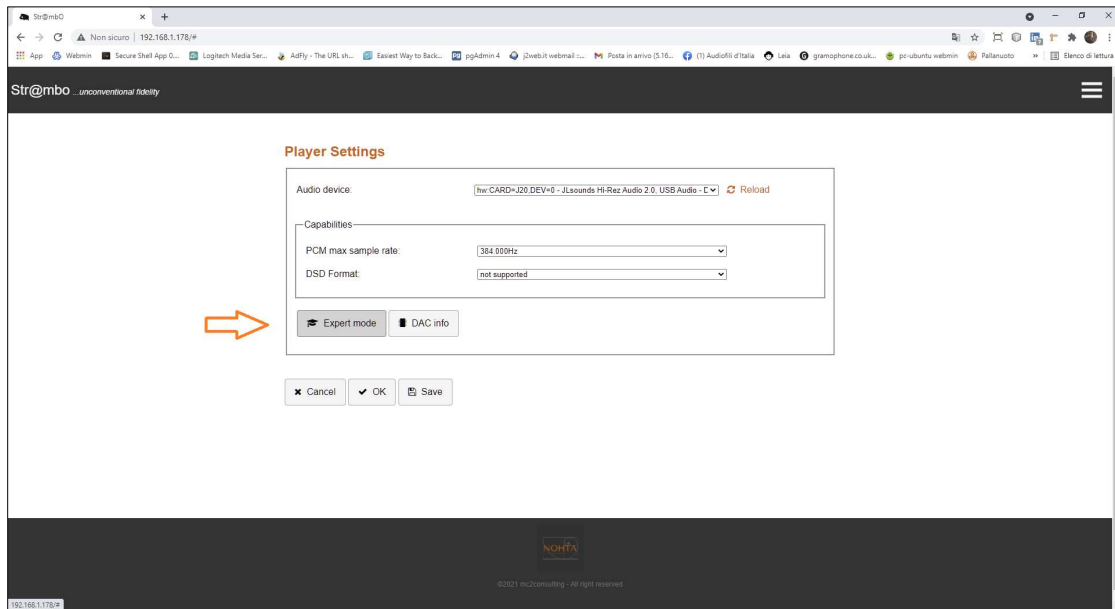 Str@mbO
Non sicuro | 192.168.1.178/#
App
Webmin
Secure Shell App 0...
Logitech Media Ser...
AdFly - The URL sh...
Easiest Way to Back...
pgAdmin 4
j2web.it webmail :...
Posta in arrivo (5.16...
(1) Audiofili d'Italia
Leia
gramophone.co.uk...
pc-ubuntu webmin
Pallanuoto
»
Elenco di lettura
Str@mbo ...unconventional fidelity
Player Settings
Audio device: hw:CARD=J20,DEV=0 - JLsounds Hi-Rez Audio 2.0, USB Audio - D Reload
Capabilities
PCM max sample rate: 384.000Hz
DSD Format: not supported
Expert mode DAC info
Cancel OK Save
NOHTA
©2021 mc2consulting - All right reserved
192.168.1.178/#